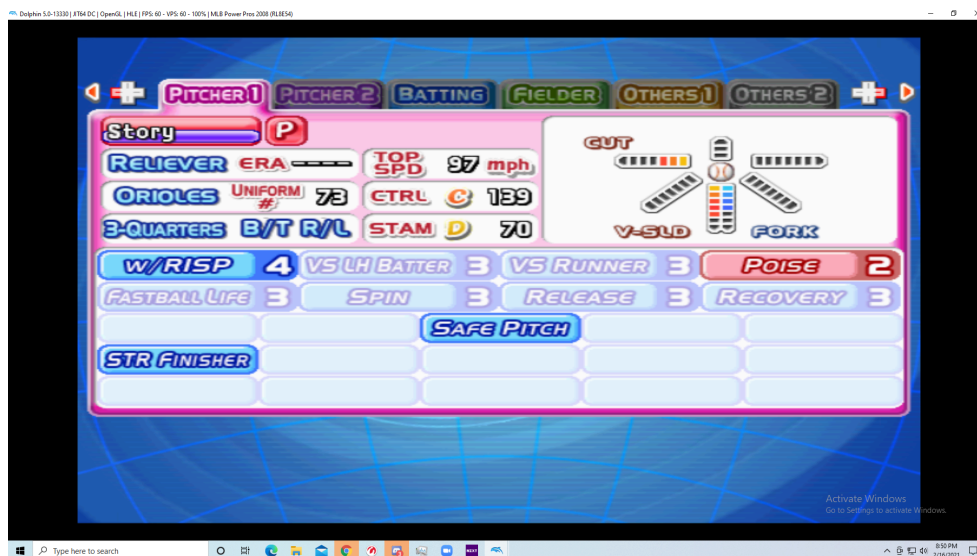 Dolphin 5.0-13330 | JIT64 DC | OpenGL | HLE | FPS: 60 - VPS: 60 - 100% | MLB Power Pros 2008 (RL8E54)
PITCHER 1 PITCHER 2 BATTING FIELDER OTHERS 1 OTHERS 2
Story P
RELIEVER ERA ---- TOP SPD 97 mph
ORIOLES UNIFORM # 73 CTRL C 139
3-QUARTERS B/T R/L STAM D 70
CUT
V-SLD FORK
W/RISP 4 VS LH BATTER 3 VS RUNNER 3 POISE 2
FASTBALL LIFE 3 SPIN 3 RELEASE 3 RECOVERY 3
SAFE PITCH
STR FINISHER
Activate Windows
Go to Settings to activate Windows.
Type here to search
NEXT
8:50 PM
2/16/2021